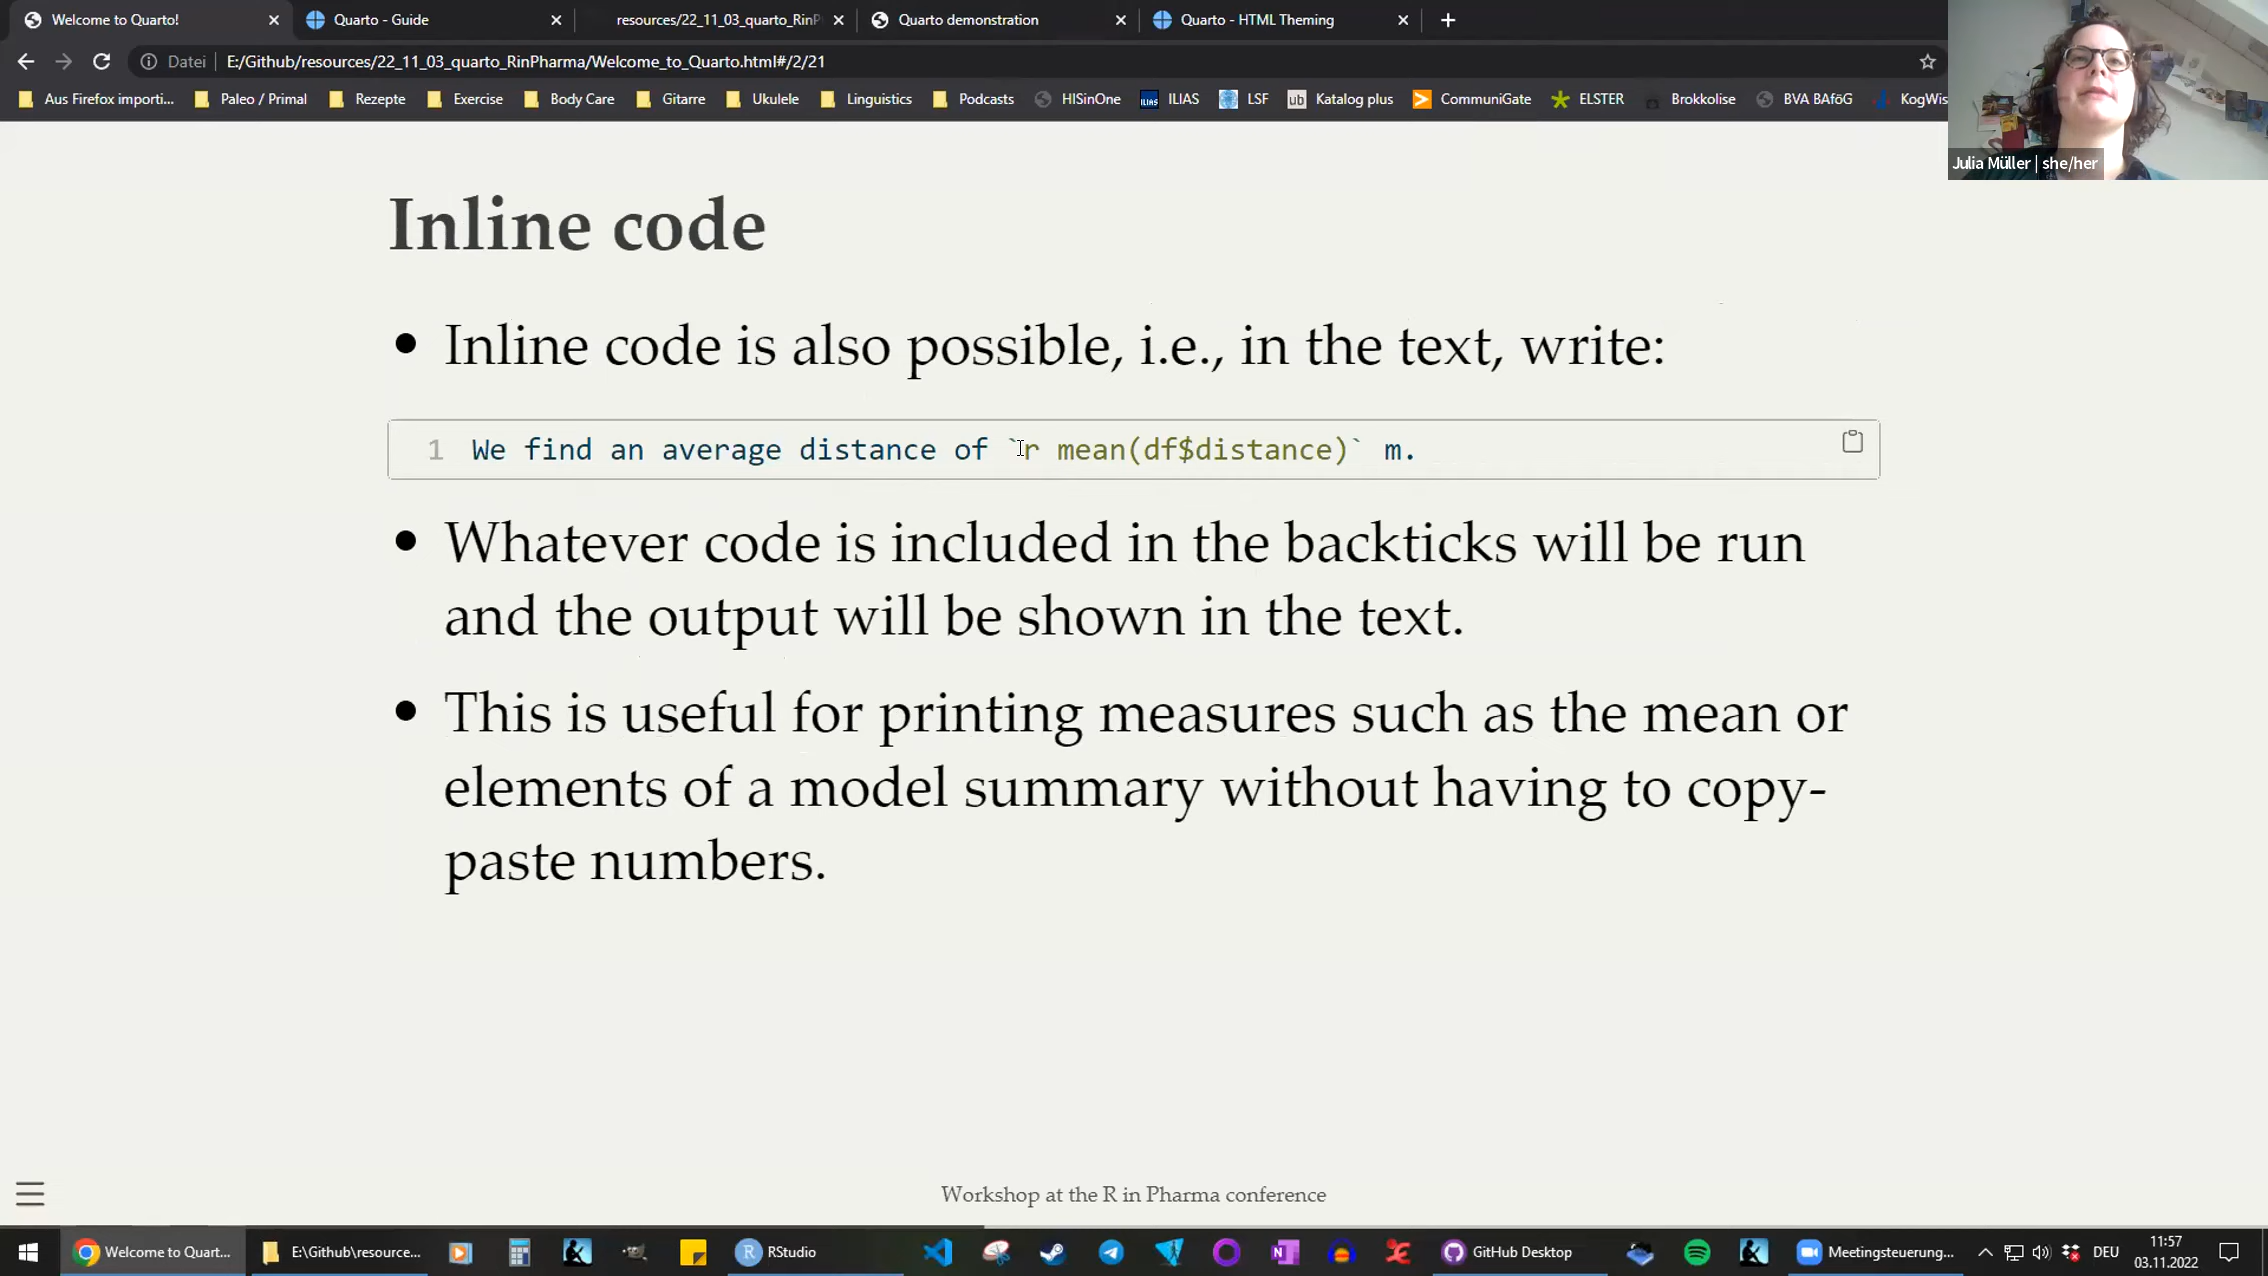 Welcome to Quarto!
Quarto - Guide
resources/22_11_03_quarto_RinP
Quarto demonstration
Quarto - HTML Theming
Datei
E:/Github/resources/22_11_03_quarto_RinPharma/Welcome_to_Quarto.html#/2/21
Aus Firefox importi...
Paleo / Primal
Rezepte
Exercise
Body Care
Gitarre
Ukulele
Linguistics
Podcasts
HISinOne
ILIAS
ILIAS
LSF
ub
Katalog plus
CommuniGate
ELSTER
Brokkolise
BVA BAföG
KogWis
Julia Müller | she/her
Inline code
• Inline code is also possible, i.e., in the text, write:
1 We find an average distance of `r mean(df$distance)` m.
• Whatever code is included in the backticks will be run
and the output will be shown in the text.
• This is useful for printing measures such as the mean or
elements of a model summary without having to copy-
paste numbers.
Workshop at the R in Pharma conference
Welcome to Quart...
E:\Github\resource...
R
RStudio
N
GitHub Desktop
Meetingsteuerung...
DEU
11:57
03.11.2022